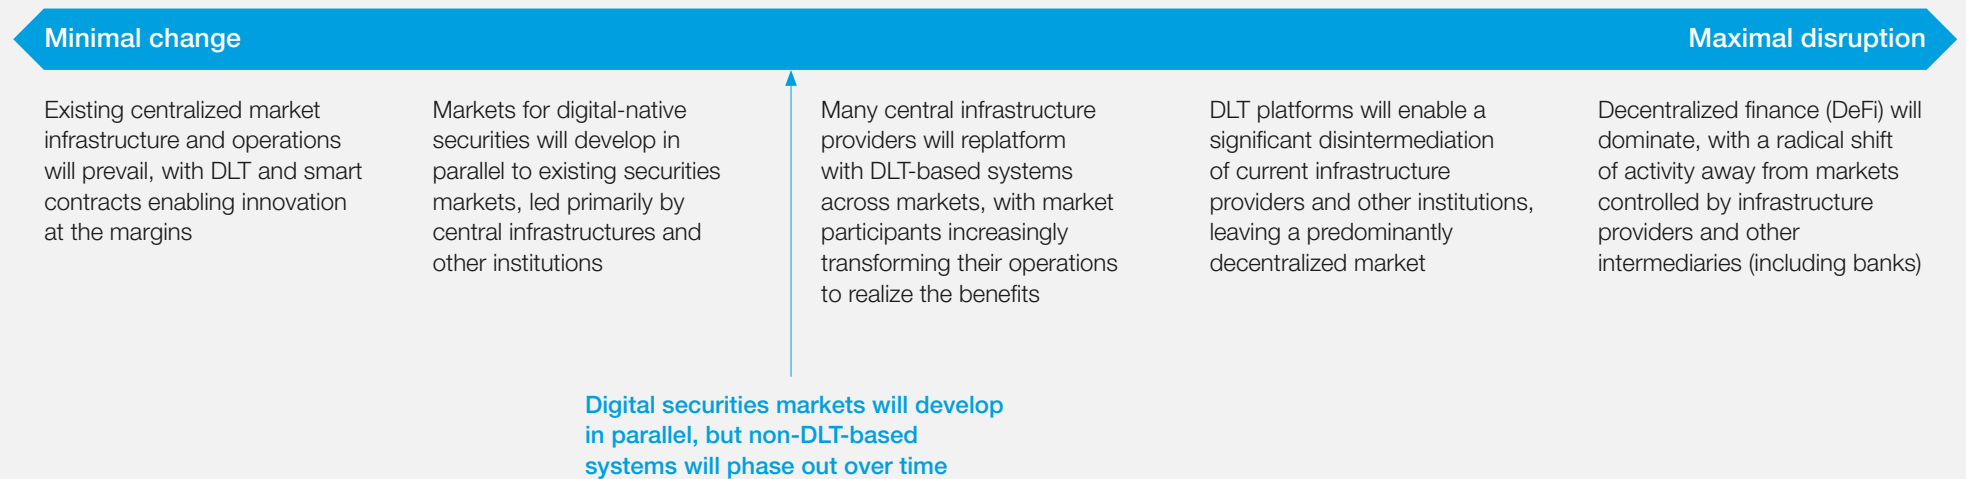 Minimal change
Maximal disruption
Existing centralized market
infrastructure and operations
will prevail, with DLT and smart
contracts enabling innovation
at the margins
Markets for digital-native
securities will develop in
parallel to existing securities
markets, led primarily by
central infrastructures and
other institutions
Many central infrastructure
providers will replatform
with DLT-based systems
across markets, with market
participants increasingly
transforming their operations
to realize the benefits
DLT platforms will enable a
significant disintermediation
of current infrastructure
providers and other institutions,
leaving a predominantly
decentralized market
Decentralized finance (DeFi) will
dominate, with a radical shift
of activity away from markets
controlled by infrastructure
providers and other
intermediaries (including banks)
Digital securities markets will develop
in parallel, but non-DLT-based
systems will phase out over time